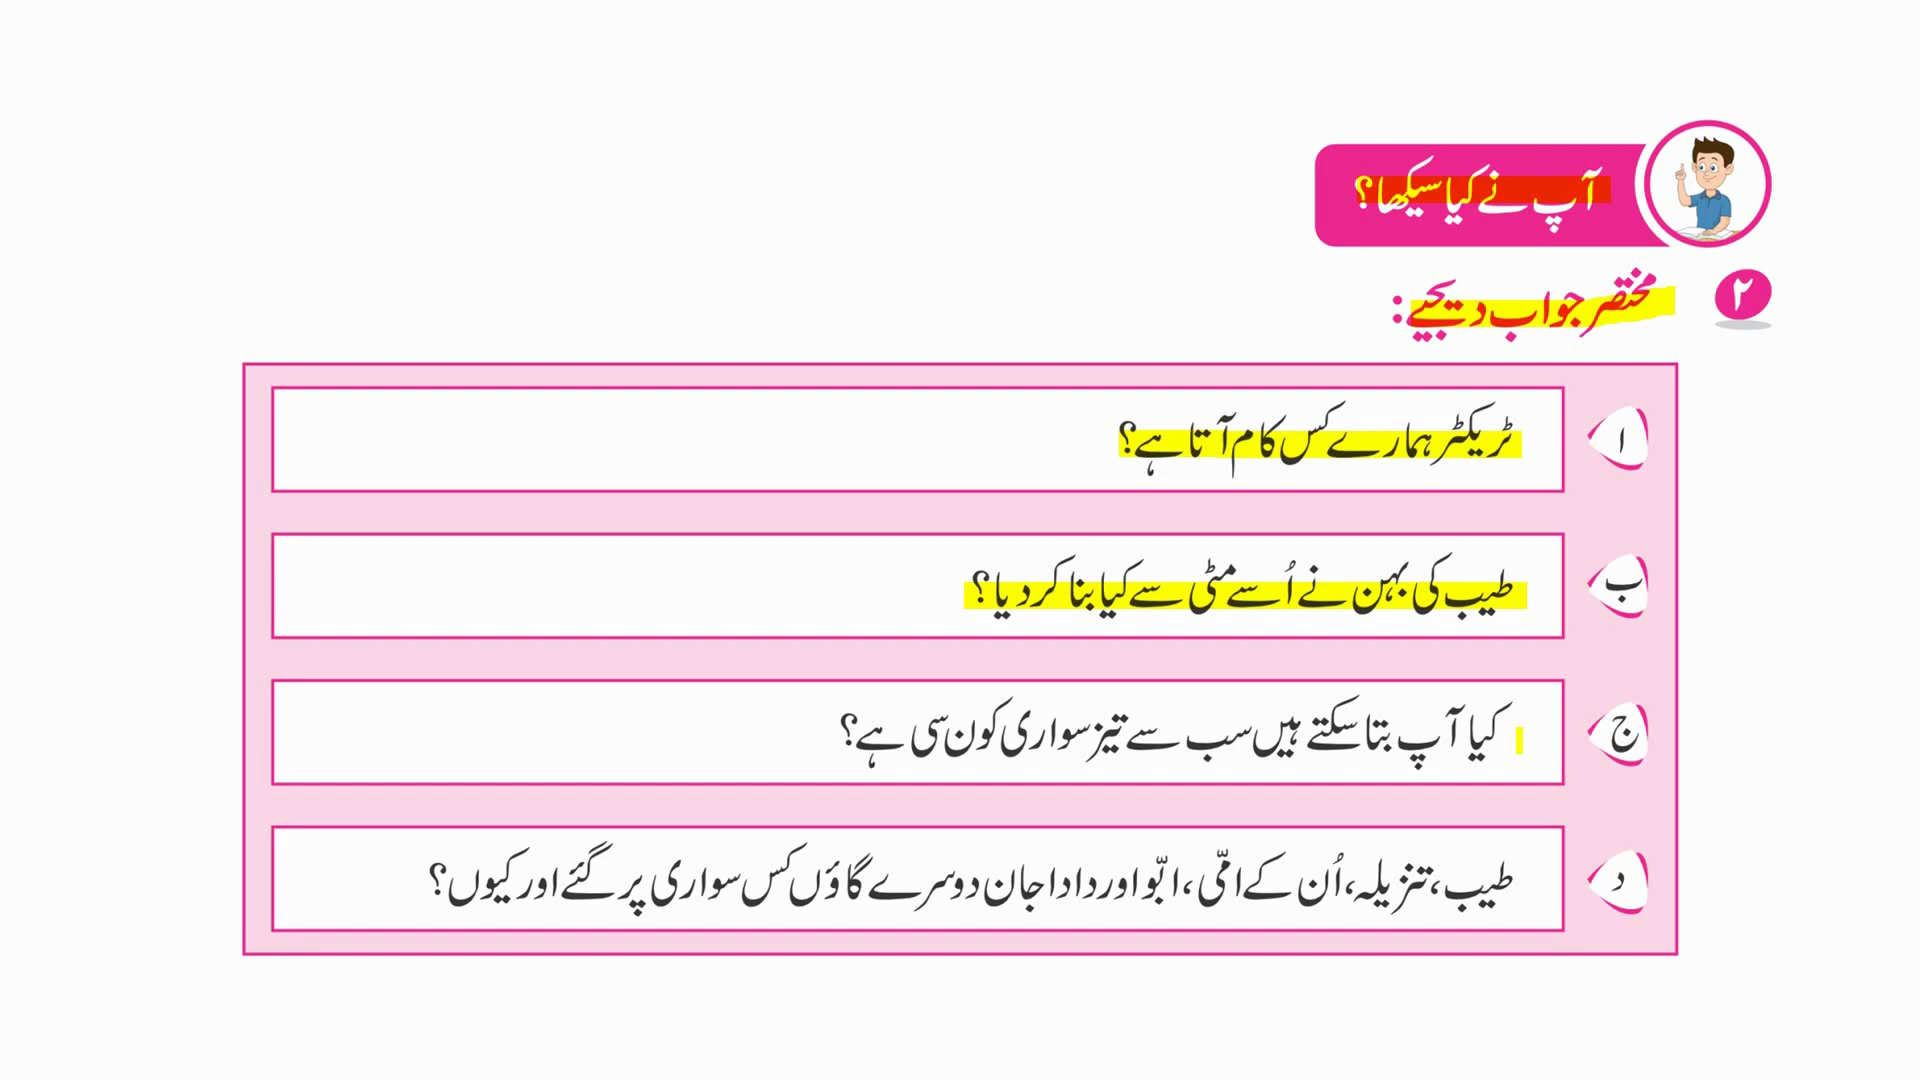 آپ نے کیا سیکھا؟
۲ مختصر جواب دیجیے:
ا ٹریکٹر ہمارے کس کام آتا ہے؟
ب طیب کی بہن نے اُسے مٹی سے کیا بنا کر دیا؟
ج کیا آپ بتا سکتے ہیں سب سے تیز سواری کون سی ہے؟
د طیب، تنزیلہ، اُن کے امّی، ابّو اور دادا جان دوسرے گاؤں کس سواری پر گئے اور کیوں؟